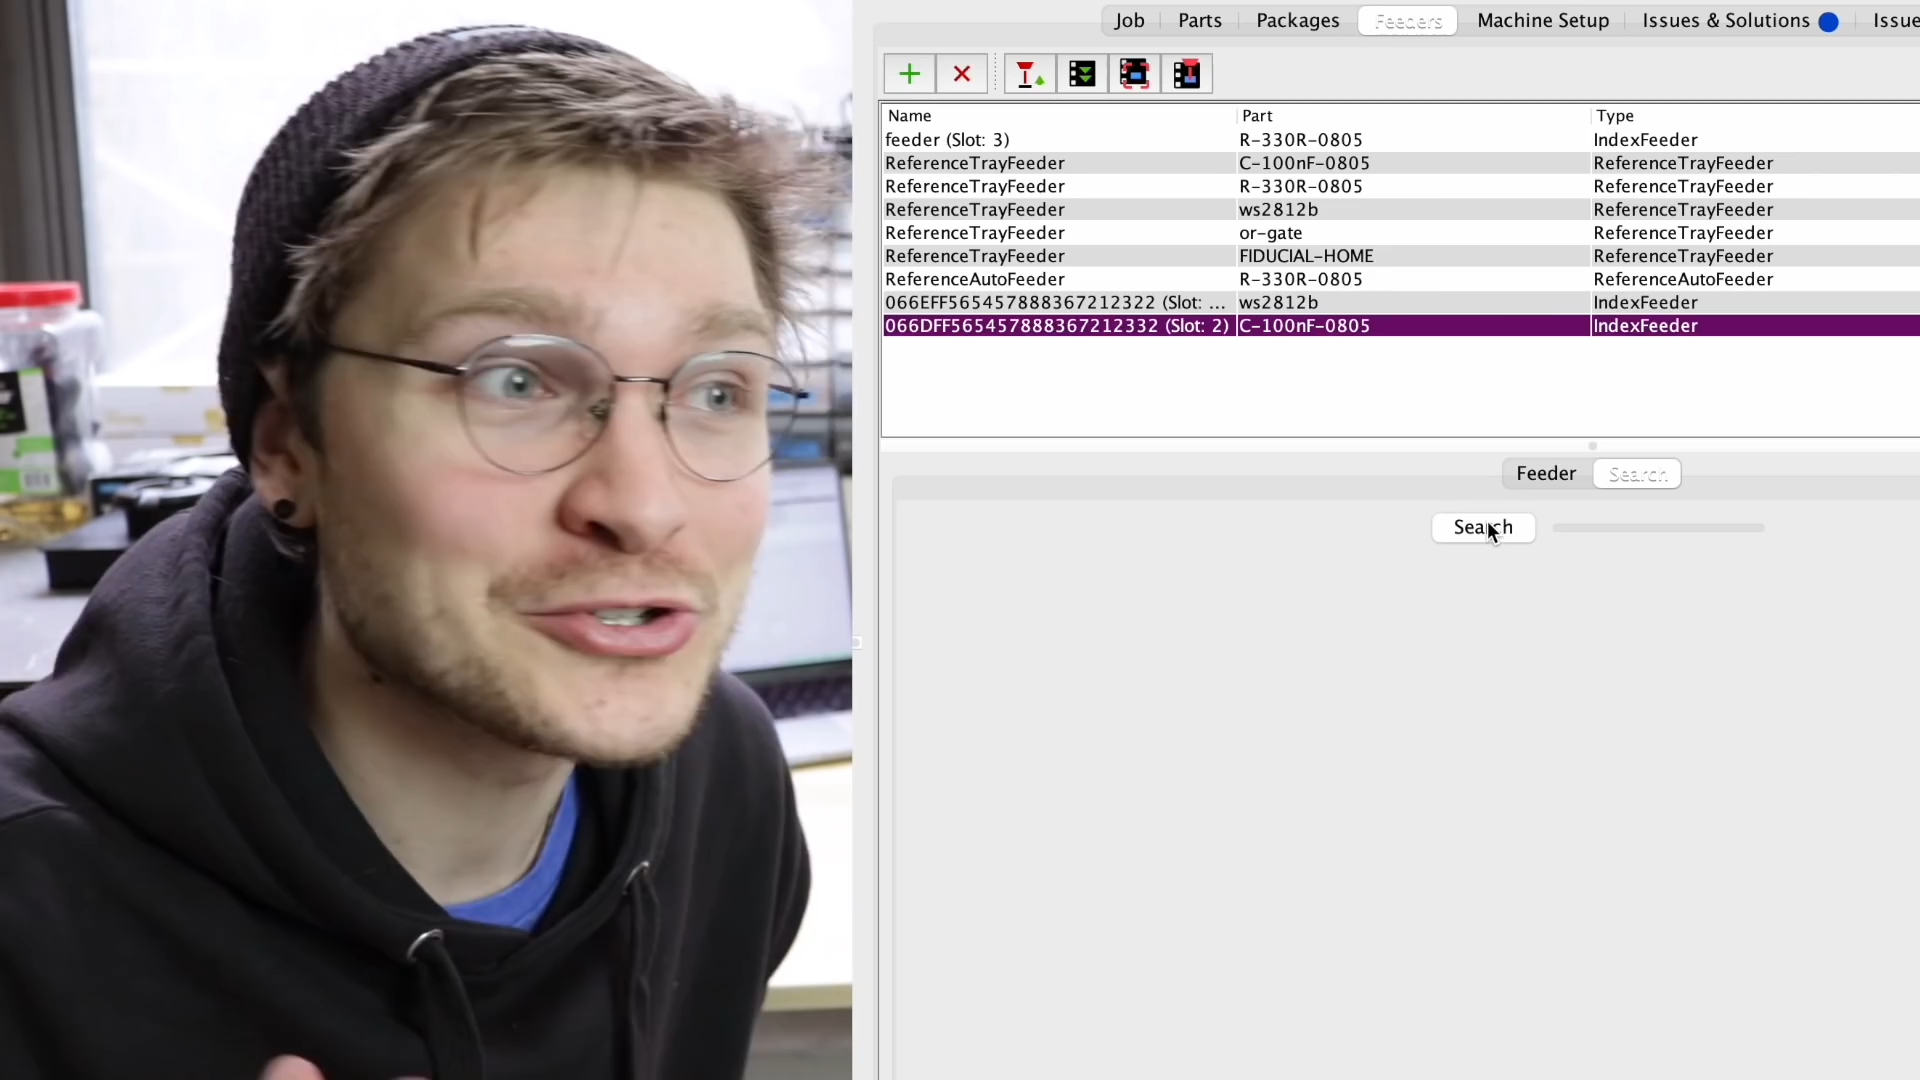 Job Parts Packages Feeders Machine Setup Issues & Solutions Issue
Name Part Type
feeder (Slot: 3) R-330R-0805 IndexFeeder
ReferenceTrayFeeder C-100nF-0805 ReferenceTrayFeeder
ReferenceTrayFeeder R-330R-0805 ReferenceTrayFeeder
ReferenceTrayFeeder ws2812b ReferenceTrayFeeder
ReferenceTrayFeeder or-gate ReferenceTrayFeeder
ReferenceTrayFeeder FIDUCIAL-HOME ReferenceTrayFeeder
ReferenceAutoFeeder R-330R-0805 ReferenceAutoFeeder
066EFF565457888367212322 (Slot: ... ws2812b IndexFeeder
066DFF565457888367212332 (Slot: 2) C-100nF-0805 IndexFeeder
Feeder Search
Search